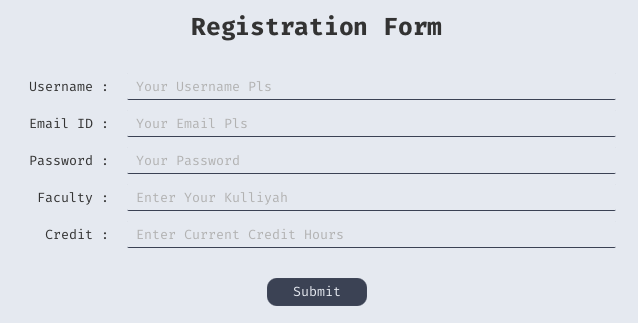 Registration Form
Username : Your Username Pls
Email ID : Your Email Pls
Password : Your Password
Faculty : Enter Your Kulliyah
Credit : Enter Current Credit Hours
Submit